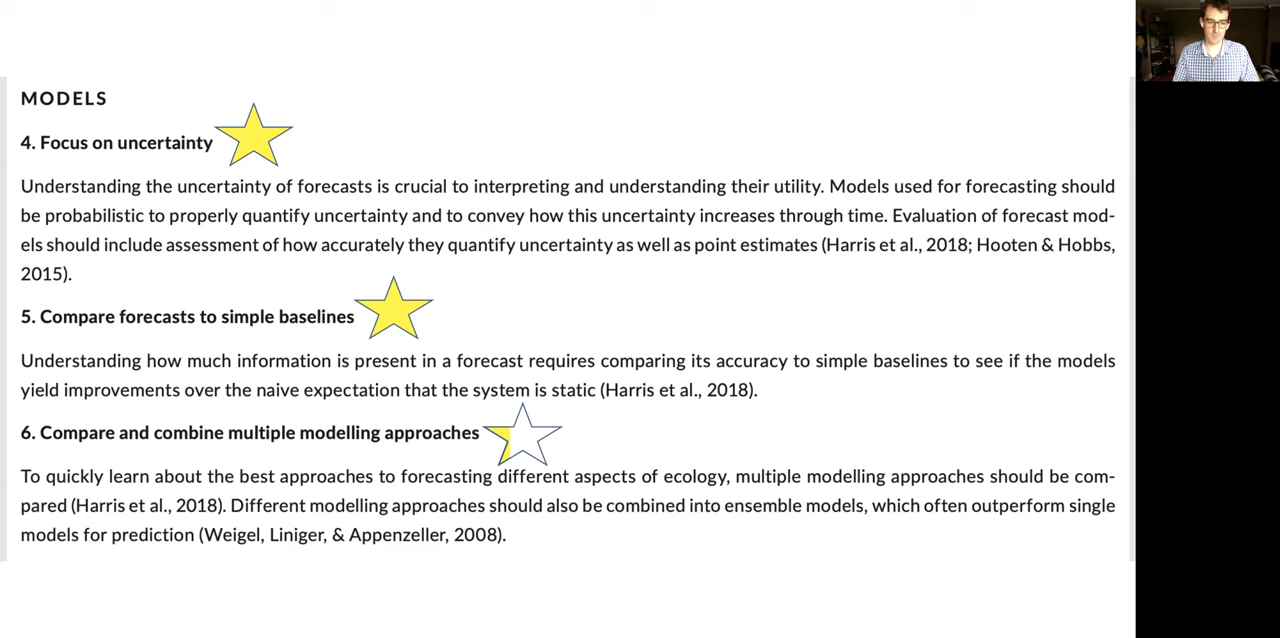 MODELS
4. Focus on uncertainty
Understanding the uncertainty of forecasts is crucial to interpreting and understanding their utility. Models used for forecasting should
be probabilistic to properly quantify uncertainty and to convey how this uncertainty increases through time. Evaluation of forecast mod-
els should include assessment of how accurately they quantify uncertainty as well as point estimates (Harris et al., 2018; Hooten & Hobbs,
2015).
5. Compare forecasts to simple baselines
Understanding how much information is present in a forecast requires comparing its accuracy to simple baselines to see if the models
yield improvements over the naive expectation that the system is static (Harris et al., 2018).
6. Compare and combine multiple modelling approaches
To quickly learn about the best approaches to forecasting different aspects of ecology, multiple modelling approaches should be com-
pared (Harris et al., 2018). Different modelling approaches should also be combined into ensemble models, which often outperform single
models for prediction (Weigel, Liniger, & Appenzeller, 2008).